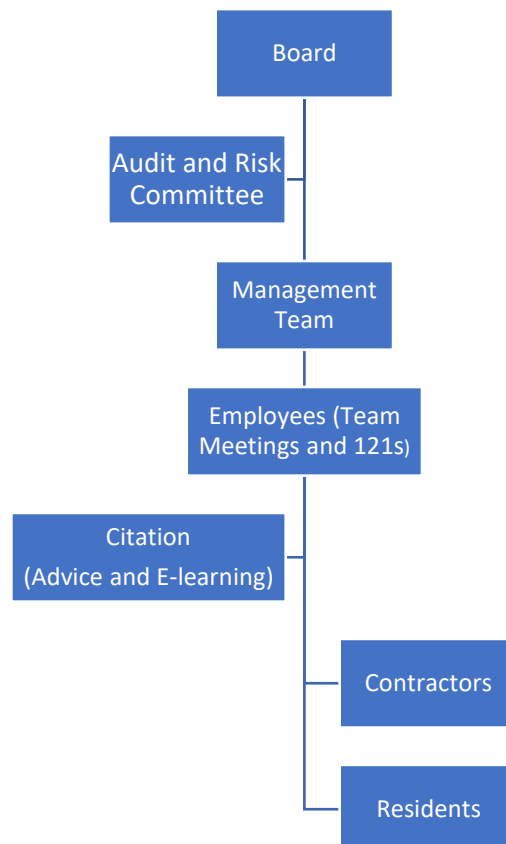 Board
Audit and Risk
Committee
Management
Team
Employees (Team
Meetings and 121s)
Citation
(Advice and E-learning)
Contractors
Residents